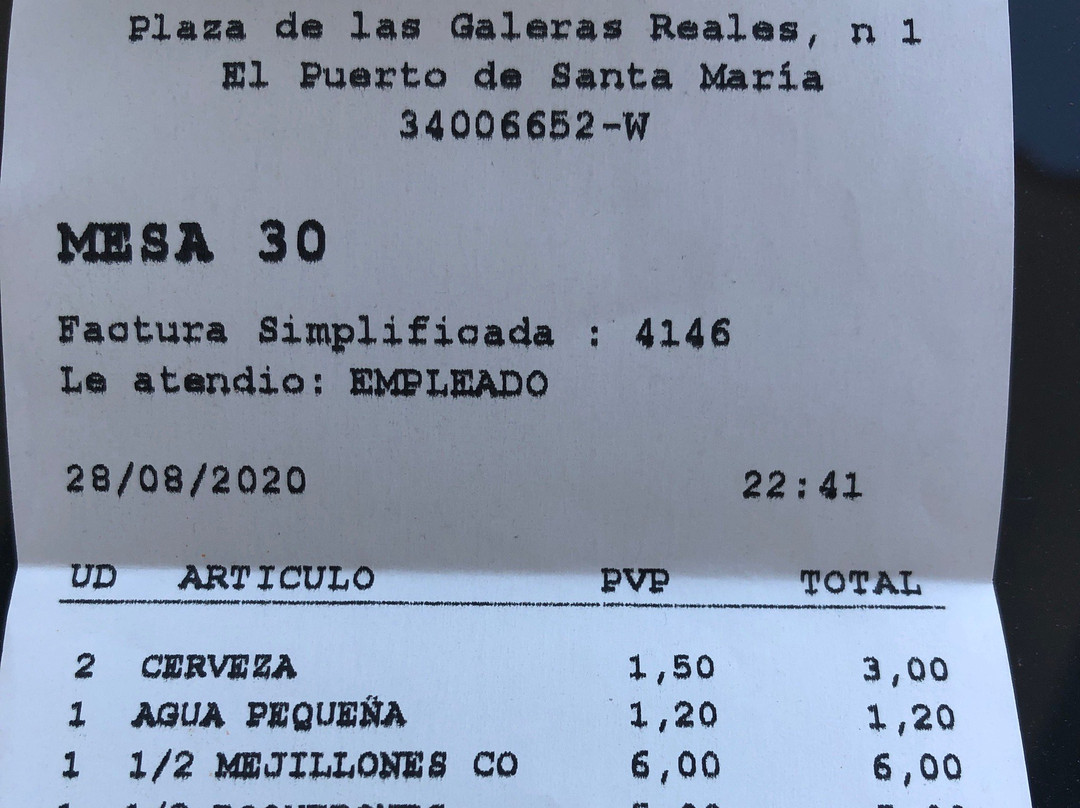 Plaza de las Galeras Reales, n 1
El Puerto de Santa María
34006652-W
MESA 30
Factura Simplificada : 4146
Le atendio: EMPLEADO
28/08/2020 22:41
UD ARTICULO PVP TOTAL
2 CERVEZA 1,50 3,00
1 AGUA PEQUEÑA 1,20 1,20
1 1/2 MEJILLONES CO 6,00 6,00